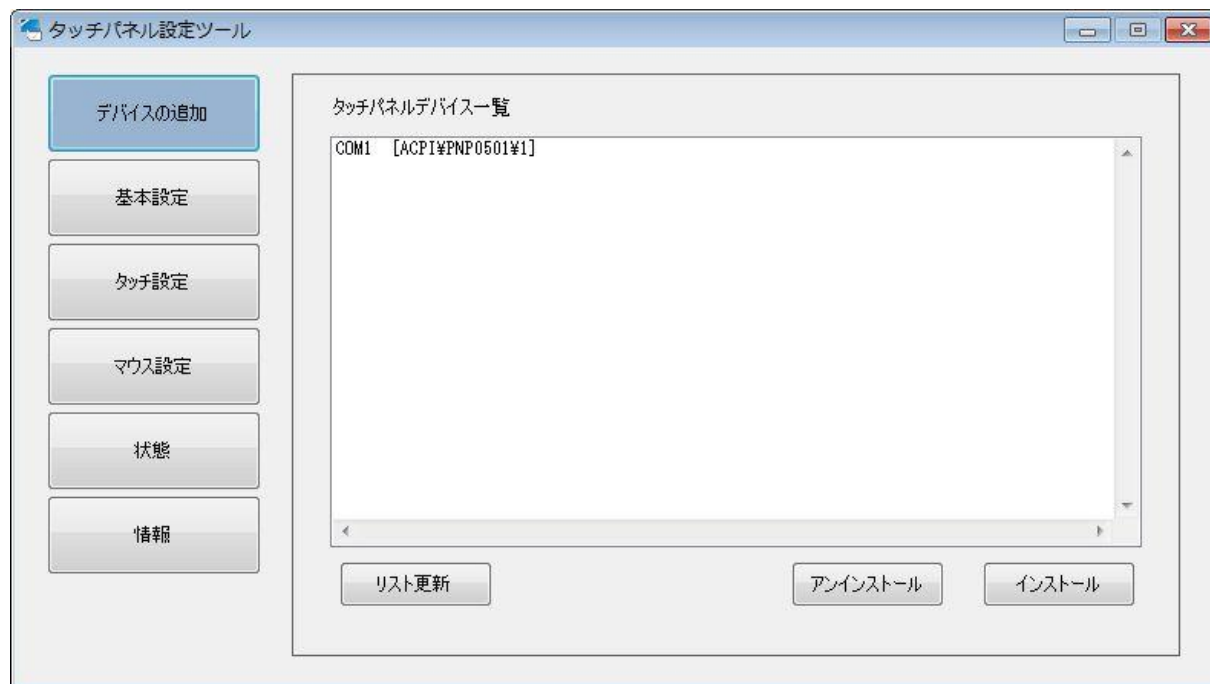 タッチパネル設定ツール
デバイスの追加
基本設定
タッチ設定
マウス設定
状態
情報
タッチパネルデバイス一覧
COM1 [ACPI¥PNP0501¥1]
リスト更新
アンインストール
インストール